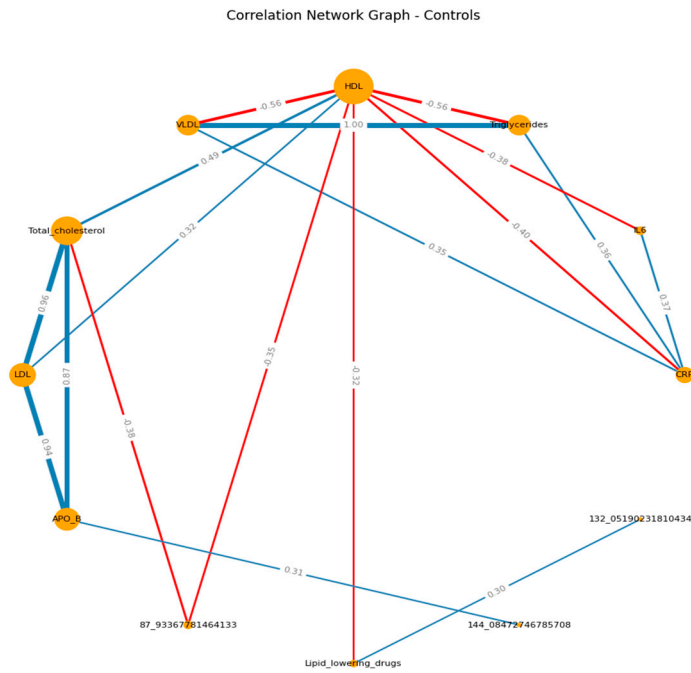 Correlation Network Graph - Controls
HDL
-0.56
-0.56
VLDL
1.00
Triglycerides
0.49
-0.38
0.32
Total_cholesterol
-0.40
IL6
0.35
0.36
0.96
0.37
-0.35
LDL
0.87
-0.32
CRP
-0.38
0.94
APO_B
132_05190231810434
0.31
0.30
87_93367781464133
144_08472746785708
Lipid_lowering_drugs